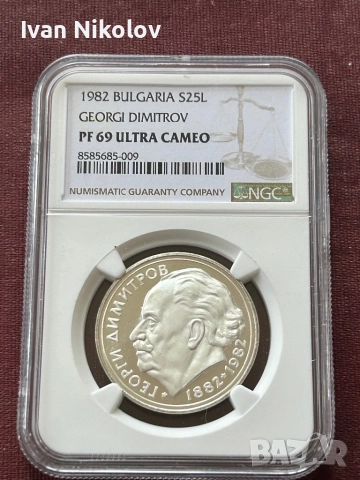 Ivan Nikolov
1982 BULGARIA S25L
GEORGI DIMITROV
PF 69 ULTRA CAMEO
8585685-009
NUMISMATIC GUARANTY COMPANY
NGC
ГЕОРГИ ДИМИТРОВ
1882 • 1982
BAZAR